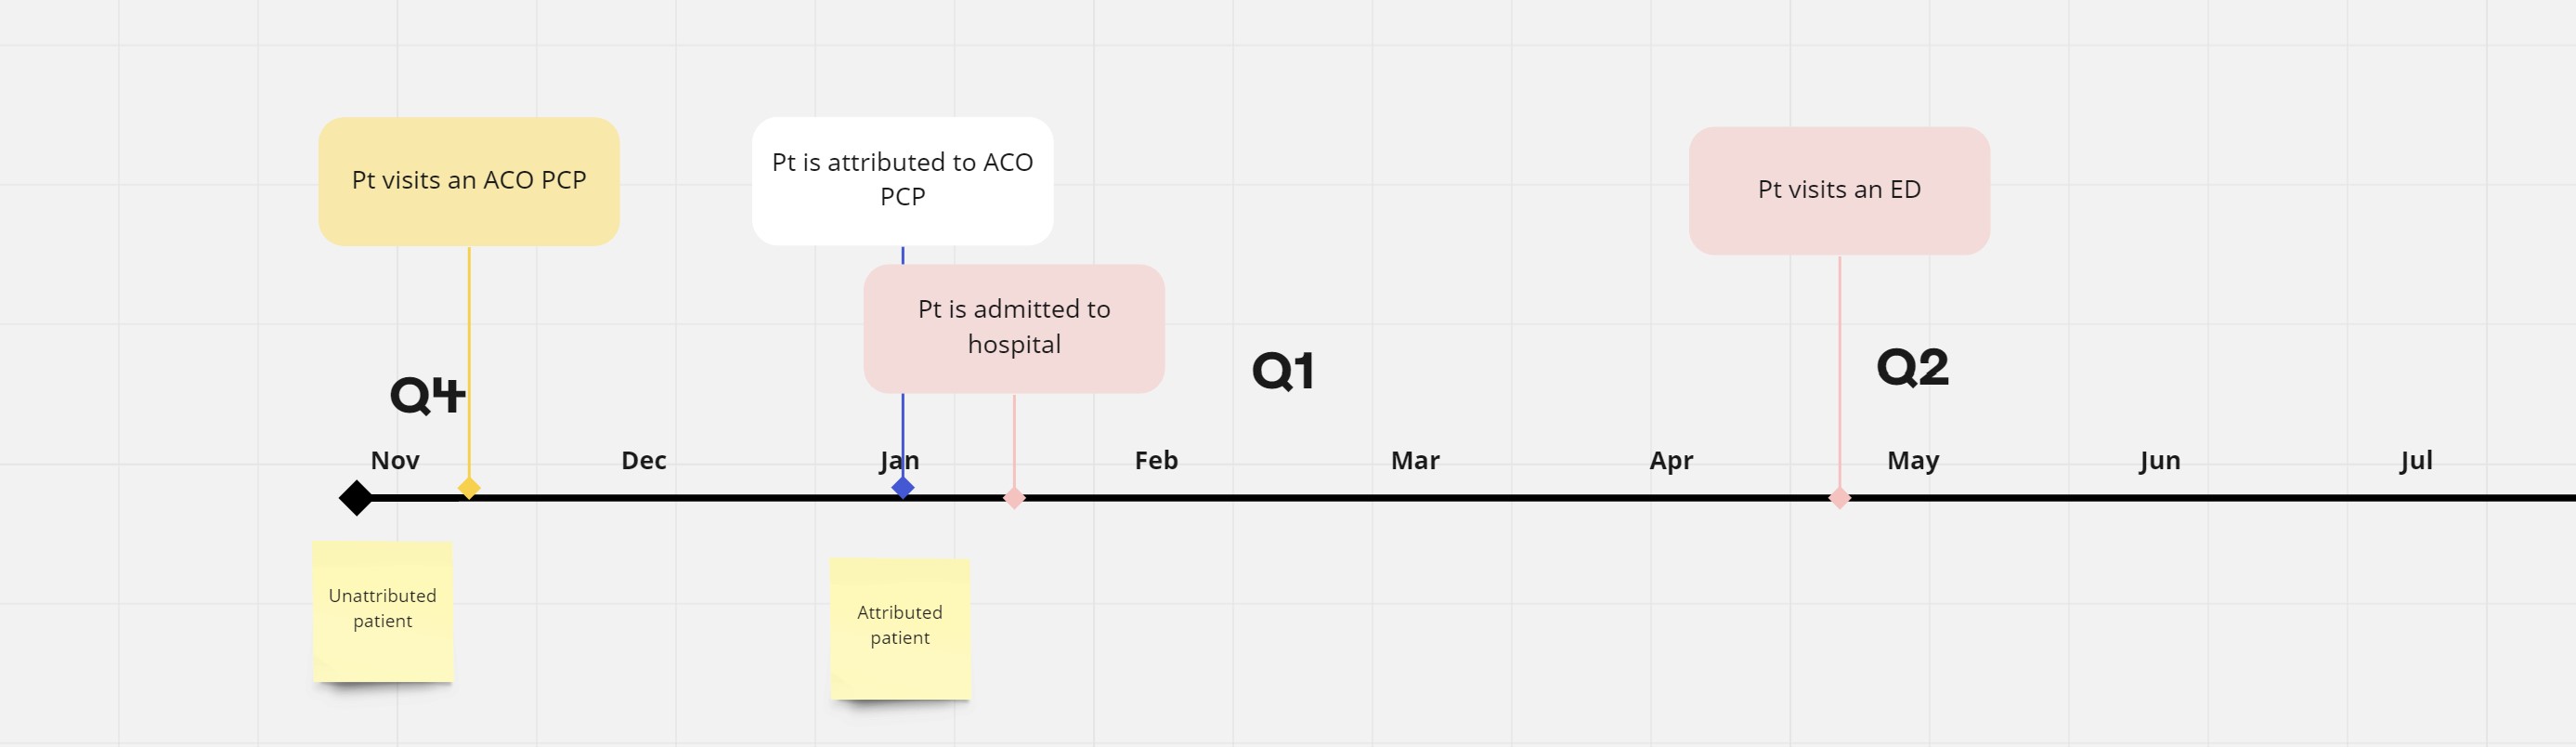 Pt visits an ACO PCP
Pt is attributed to ACO
PCP
Pt visits an ED
Pt is admitted to
hospital
Q4
Q1
Q2
Nov
Dec
Jan
Feb
Mar
Apr
May
Jun
Jul
Unattributed
patient
Attributed
patient